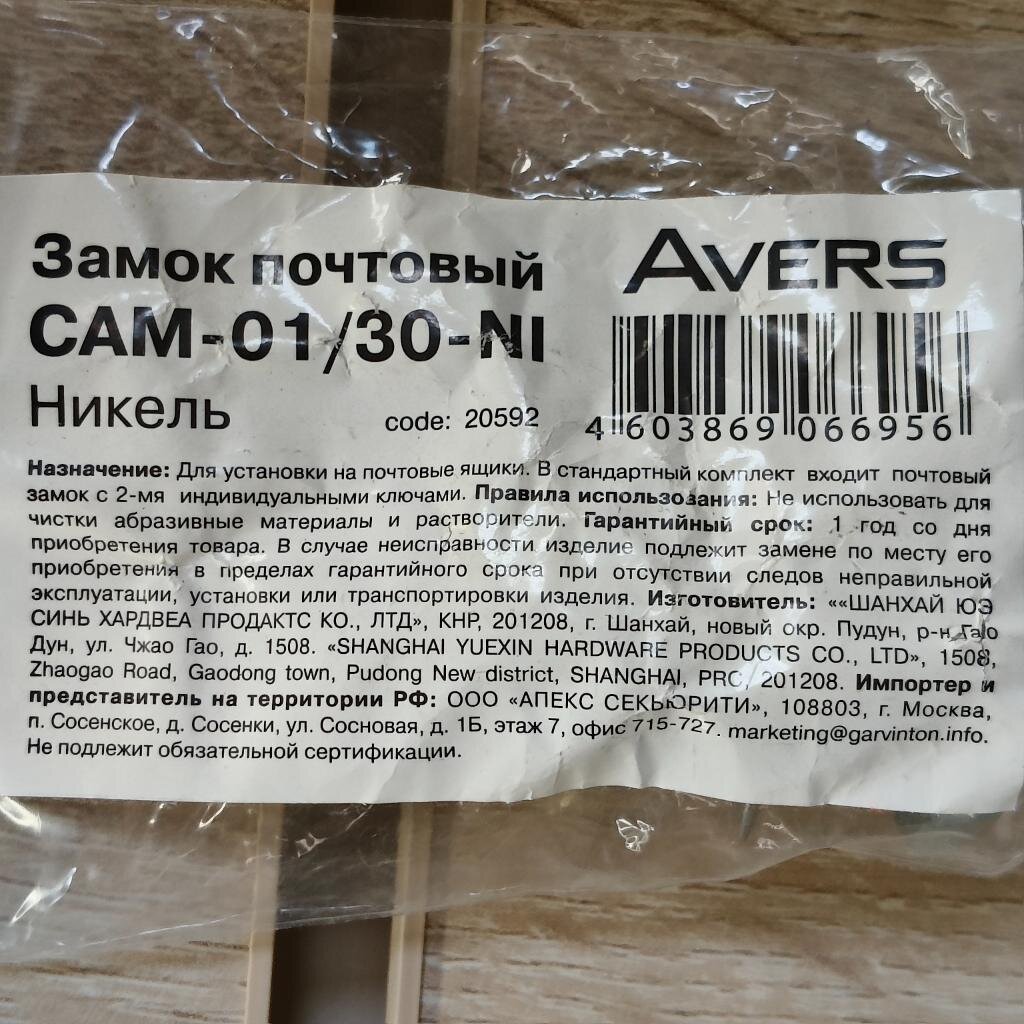 Замок почтовый
CAM-01/30-NI
Никель
code: 20592
AVERS
4 603869 066956
Назначение: Для установки на почтовые ящики. В стандартный комплект входит почтовый
замок с 2-мя индивидуальными ключами. Правила использования: Не использовать для
чистки абразивные материалы и растворители. Гарантийный срок: 1 год со дня
приобретения товара. В случае неисправности изделие подлежит замене по месту его
приобретения в пределах гарантийного срока при отсутствии следов неправильной
эксплуатации, установки или транспортировки изделия. Изготовитель: ««ШАНХАЙ ЮЭ
СИНЬ ХАРДВЕА ПРОДАКТС КО., ЛТД», КНР, 201208, г. Шанхай, новый окр. Пудун, р-н Гао
Дун, ул. Чжао Гао, д. 1508. «SHANGHAI YUEXIN HARDWARE PRODUCTS CO., LTD», 1508,
Zhaogao Road, Gaodong town, Pudong New district, SHANGHAI, PRC, 201208. Импортер и
представитель на территории РФ: ООО «АПЕКС СЕКЬЮРИТИ», 108803, г. Москва,
п. Сосенское, д. Сосенки, ул. Сосновая, д. 1Б, этаж 7, офис 715-727. marketing@garvinton.info.
Не подлежит обязательной сертификации.